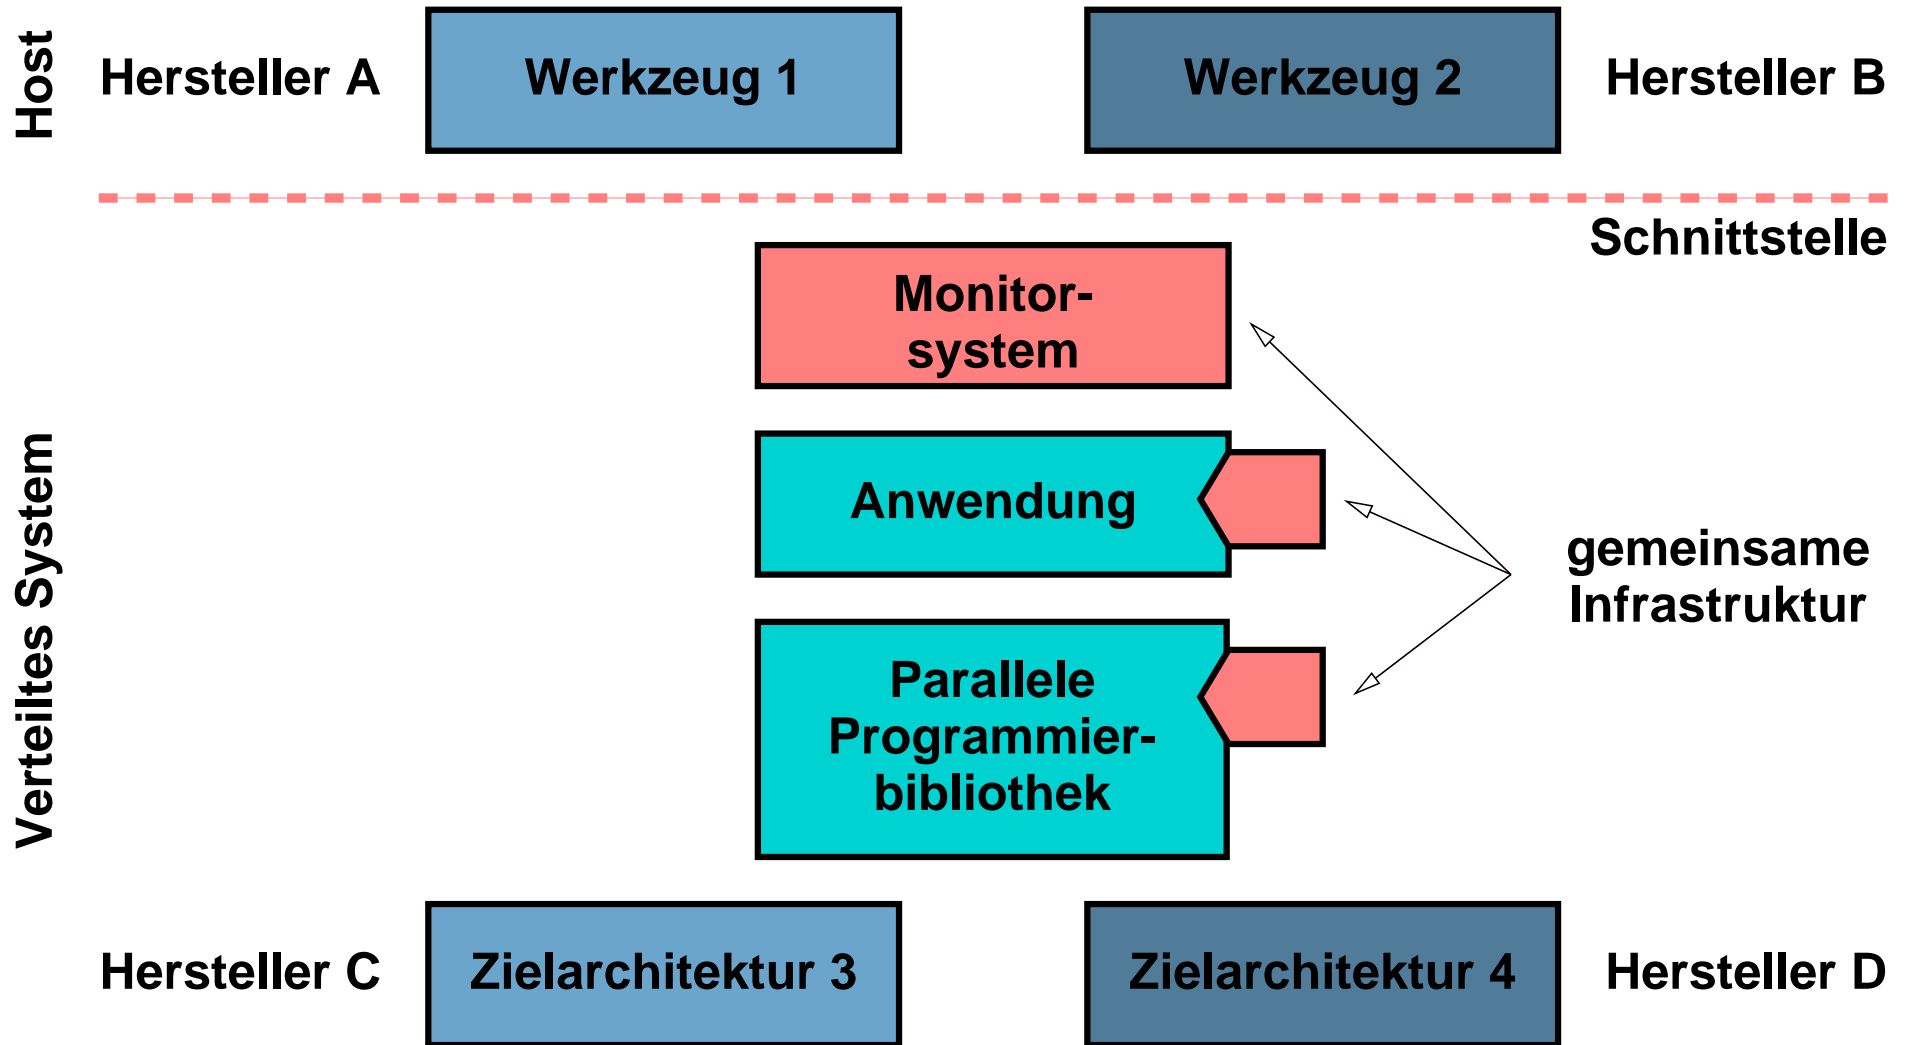 Host
Hersteller A
Werkzeug 1
Werkzeug 2
Hersteller B
Schnittstelle
Monitor-
system
Verteiltes System
Anwendung
gemeinsame
Infrastruktur
Parallele
Programmier-
bibliothek
Hersteller C
Zielarchitektur 3
Zielarchitektur 4
Hersteller D